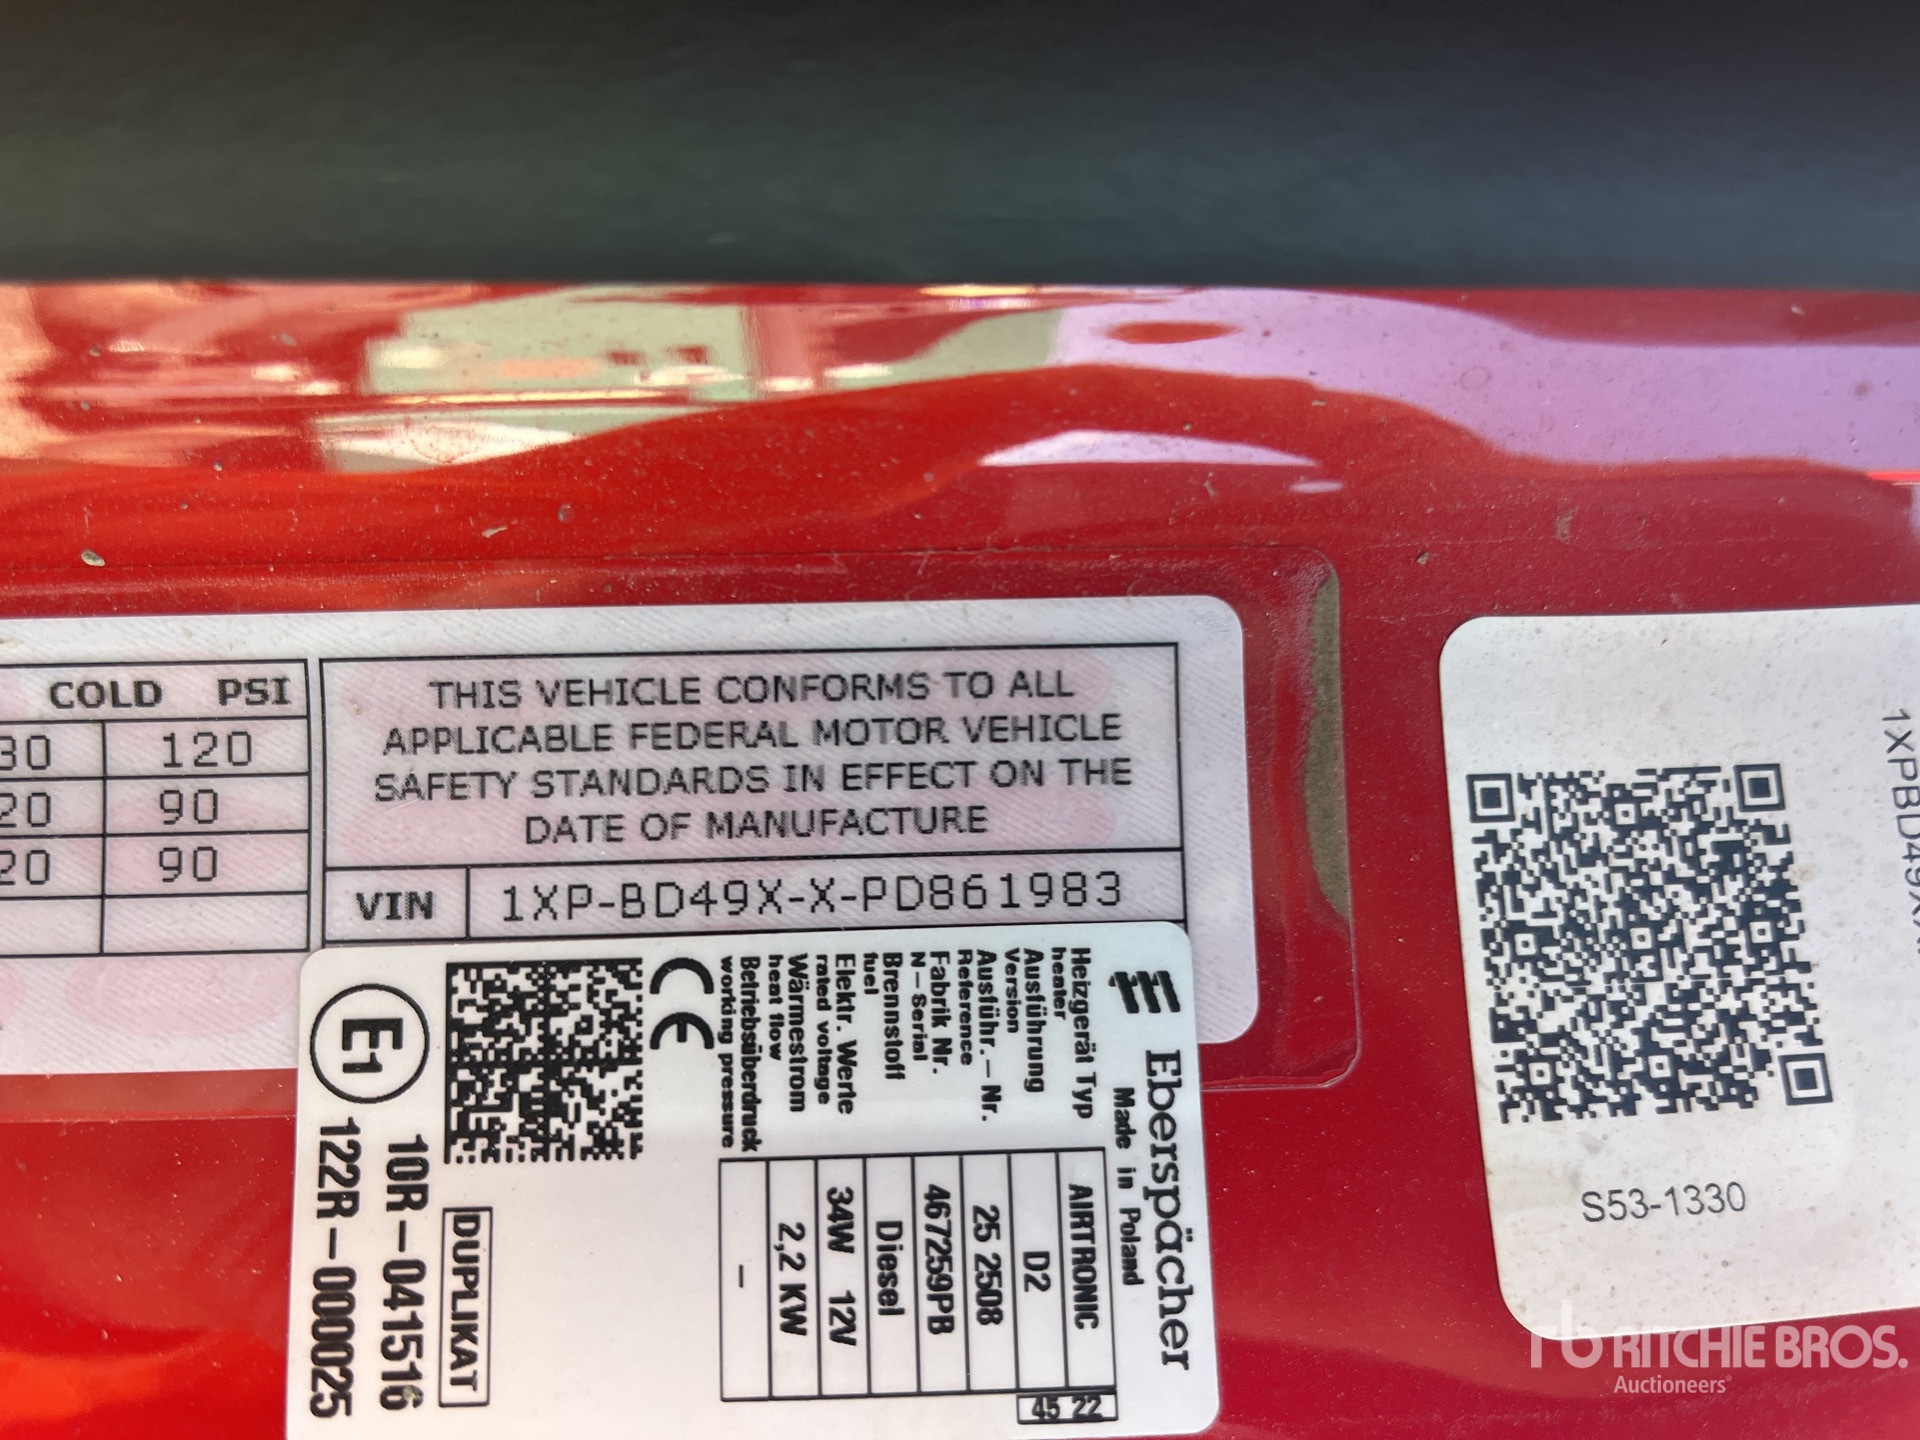 COLD PSI
30 120
20 90
20 90
THIS VEHICLE CONFORMS TO ALL
APPLICABLE FEDERAL MOTOR VEHICLE
SAFETY STANDARDS IN EFFECT ON THE
DATE OF MANUFACTURE
VIN 1XP-BD49X-X-PD861983
Eberspächer
Made in Poland
Heizgerät Typ AIRTRONIC
heater
Ausführung D2
Version
Ausführ.-Nr. 25 2508
Reference
Fabrik Nr. 467259PB
N-Serial
Brennstoff Diesel
fuel
Elektr. Werte 34W 12V
rated voltage
Wärmestrom 2,2 KW
heat flow
Betriebsüberdruck -
working pressure
45 22
CE
DUPLIKAT
10R-041516
E1 122R-000025
1XPBD49X
S53-1330
rb RITCHIE BROS.
Auctioneers